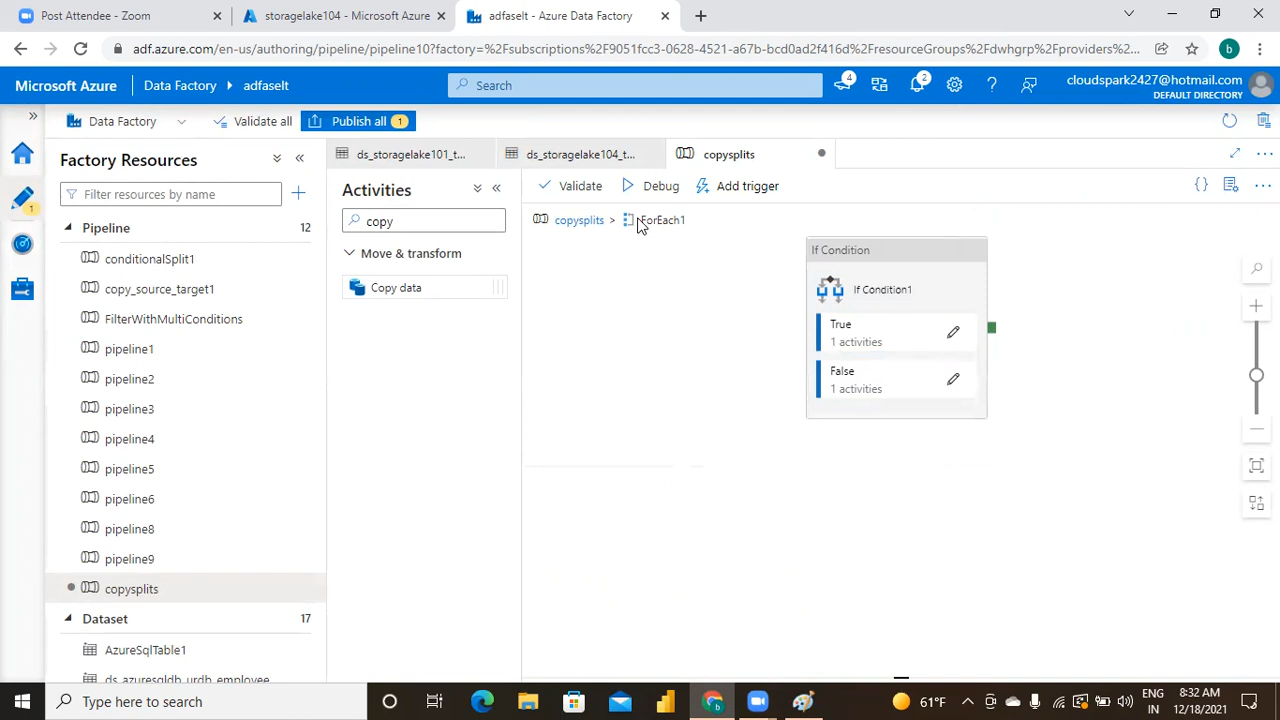 Post Attendee - Zoom
storagelake104 - Microsoft Azure
adfaselt - Azure Data Factory
adf.azure.com/en-us/authoring/pipeline/pipeline10?factory=%2Fsubscriptions%2F9051fcc3-0628-4521-a67b-bcd0ad2f416d%2FresourceGroups%2Fdwhgrp%2Fproviders%2...
b
Microsoft Azure
Data Factory
adfaselt
Search
4
2
cloudspark2427@hotmail.com
DEFAULT DIRECTORY
Data Factory
Validate all
Publish all
1
Factory Resources
Filter resources by name
Pipeline
12
conditionalSplit1
copy_source_target1
FilterWithMultiConditions
pipeline1
pipeline2
pipeline3
pipeline4
pipeline5
pipeline6
pipeline8
pipeline9
copysplits
Dataset
17
AzureSqlTable1
ds_azuresqldb_urdb_employee
1
ds_storagelake101_t...
ds_storagelake104_t...
copysplits
Activities
copy
Move & transform
Copy data
Validate
Debug
Add trigger
copysplits > ForEach1
If Condition
If Condition1
True
1 activities
False
1 activities
Type here to search
61°F
ENG
IN
8:32 AM
12/18/2021